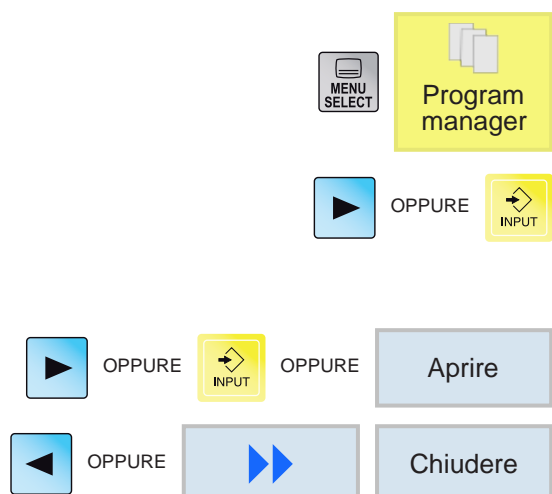 MENU
SELECT
Program
manager
OPPURE
INPUT
OPPURE
INPUT
OPPURE
Aprire
OPPURE
Chiudere